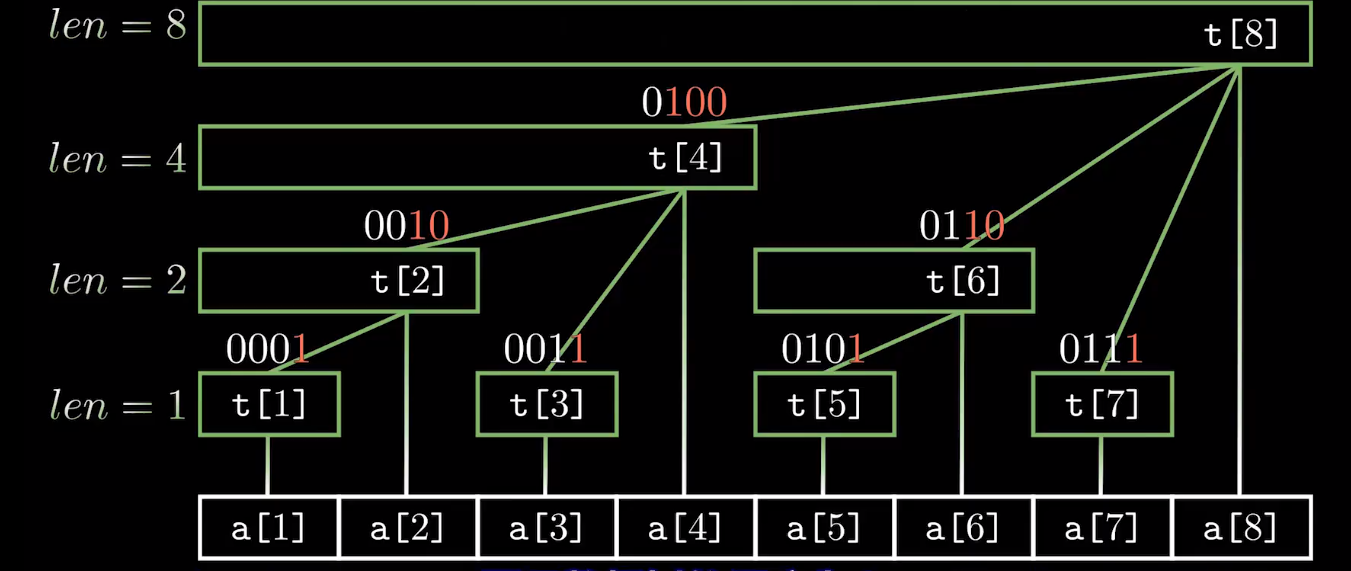 len = 8 t[8]
0100
len = 4 t[4]
0010 0110
len = 2 t[2] t[6]
0001 0011 0101 0111
len = 1 t[1] t[3] t[5] t[7]
a[1] a[2] a[3] a[4] a[5] a[6] a[7] a[8]